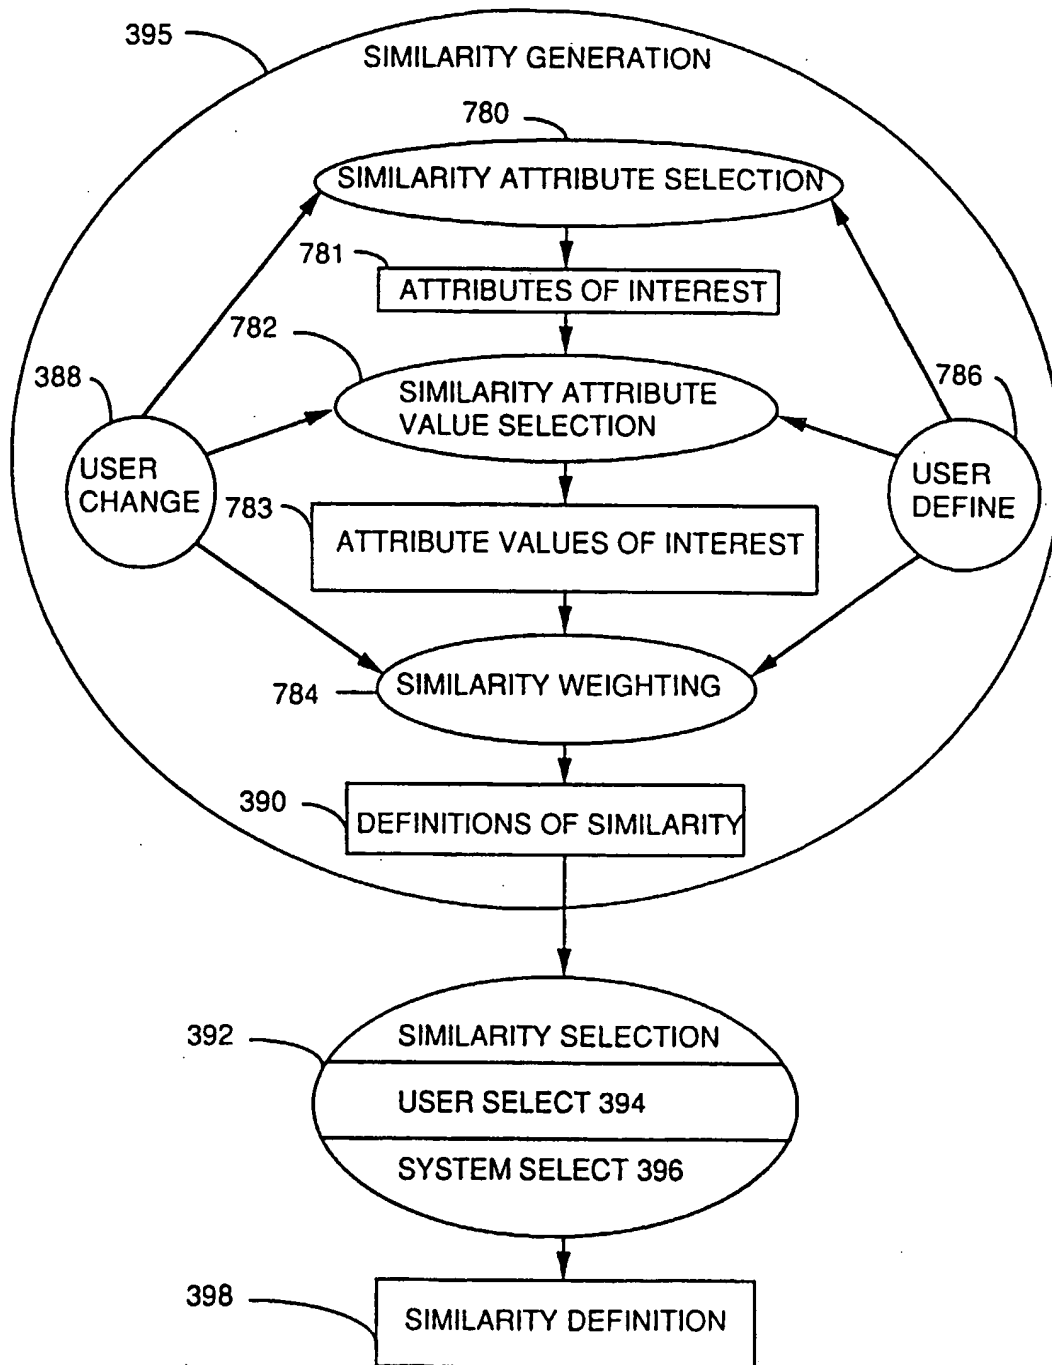 395
SIMILARITY GENERATION
780
SIMILARITY ATTRIBUTE SELECTION
781
ATTRIBUTES OF INTEREST
782
SIMILARITY ATTRIBUTE
VALUE SELECTION
388
USER
CHANGE
786
USER
DEFINE
783
ATTRIBUTE VALUES OF INTEREST
784
SIMILARITY WEIGHTING
390
DEFINITIONS OF SIMILARITY
392
SIMILARITY SELECTION
USER SELECT 394
SYSTEM SELECT 396
398
SIMILARITY DEFINITION